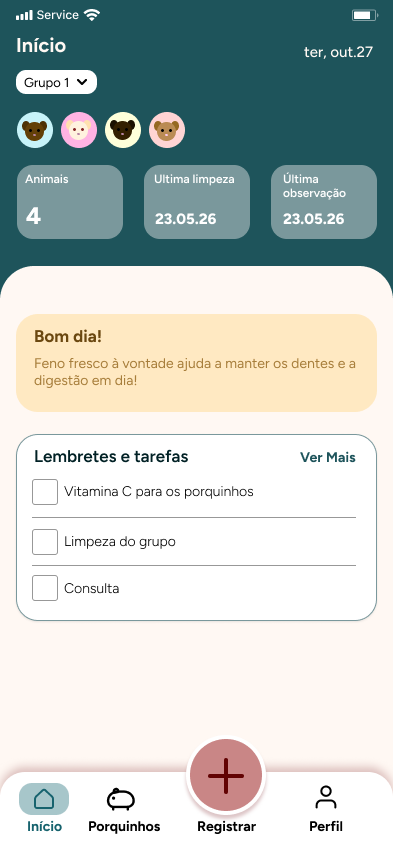 Service
Início
ter, out.27
Grupo 1
Animais
4
Ultima limpeza
23.05.26
Última
observação
23.05.26
Bom dia!
Feno fresco à vontade ajuda a manter os dentes e a
digestão em dia!
Lembretes e tarefas
Ver Mais
Vitamina C para os porquinhos
Limpeza do grupo
Consulta
Início
Porquinhos
Registrar
Perfil